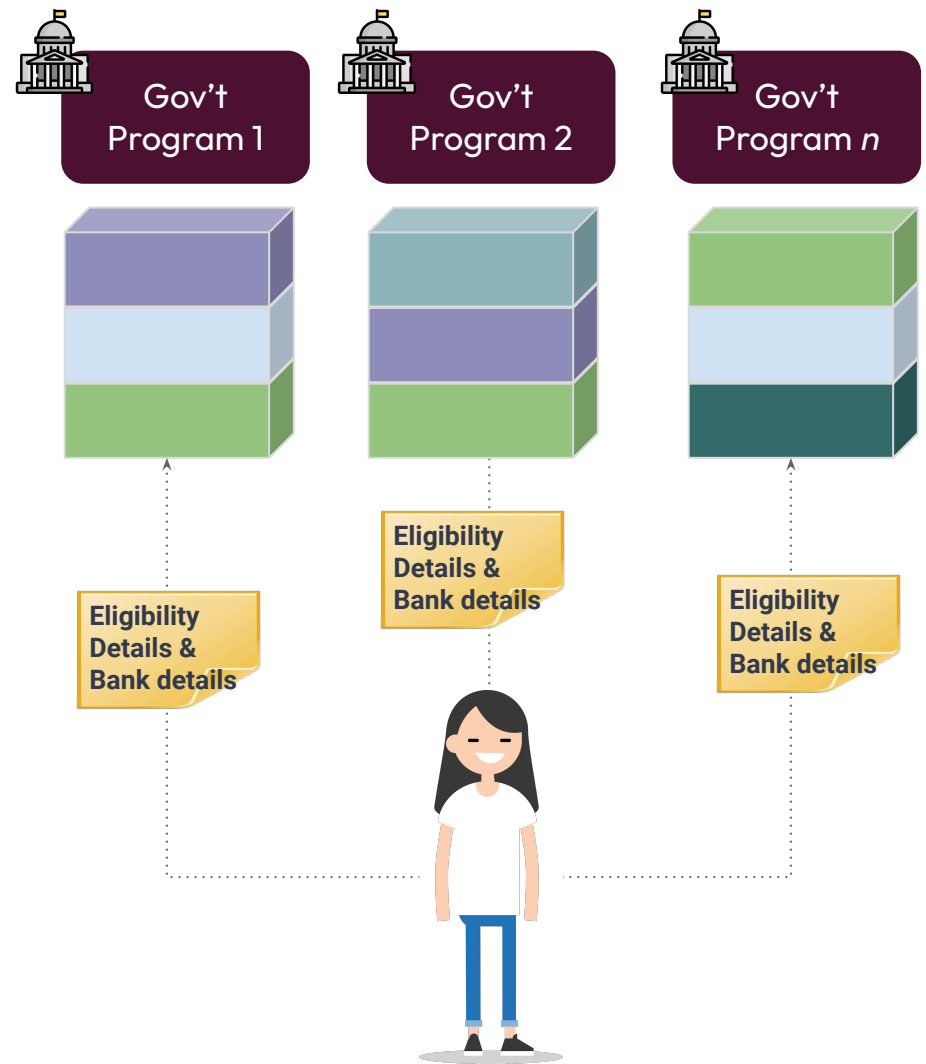 Gov’t
Program 1
Gov’t
Program 2
Gov’t
Program n
Eligibility
Details &
Bank details
Eligibility
Details &
Bank details
Eligibility
Details &
Bank details